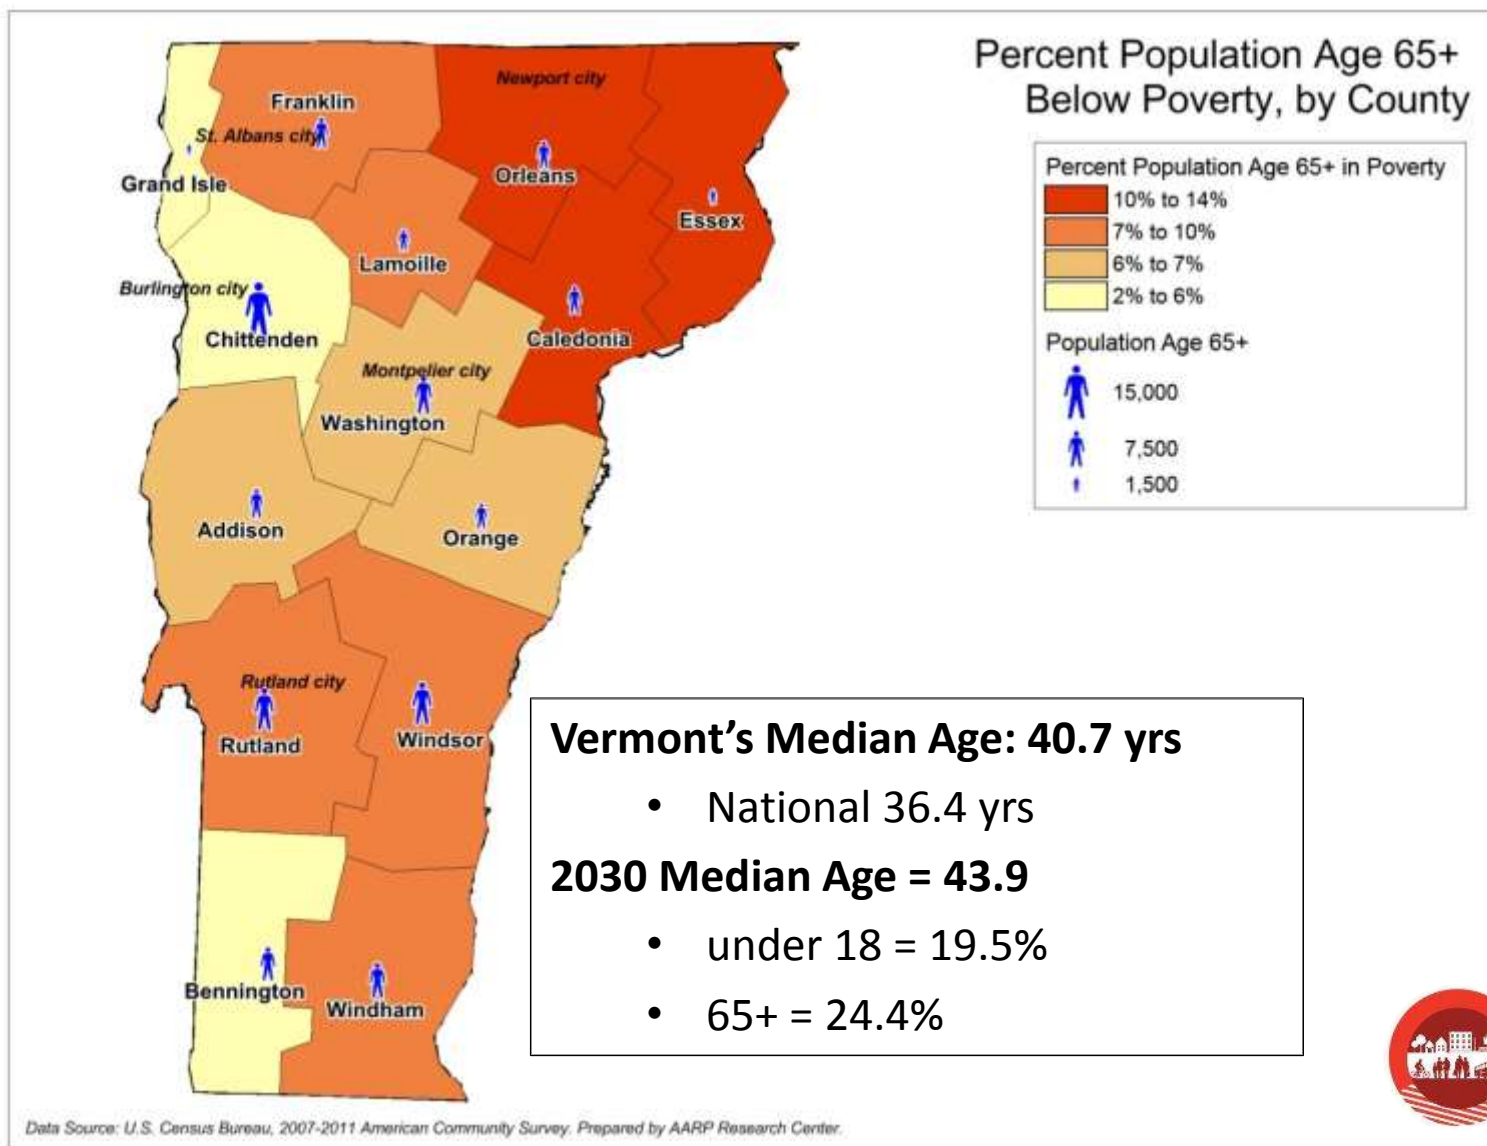 Percent Population Age 65+
Below Poverty, by County
Percent Population Age 65+ in Poverty
10% to 14%
7% to 10%
6% to 7%
2% to 6%
Population Age 65+
15,000
7,500
1,500
Newport city
Franklin
St. Albans city
Orleans
Grand Isle
Essex
Lamoille
Burlington city
Chittenden
Caledonia
Montpelier city
Washington
Addison
Orange
Rutland city
Rutland
Windsor
Bennington
Windham
Vermont’s Median Age: 40.7 yrs
• National 36.4 yrs
2030 Median Age = 43.9
• under 18 = 19.5%
• 65+ = 24.4%
Data Source: U.S. Census Bureau, 2007-2011 American Community Survey. Prepared by AARP Research Center.